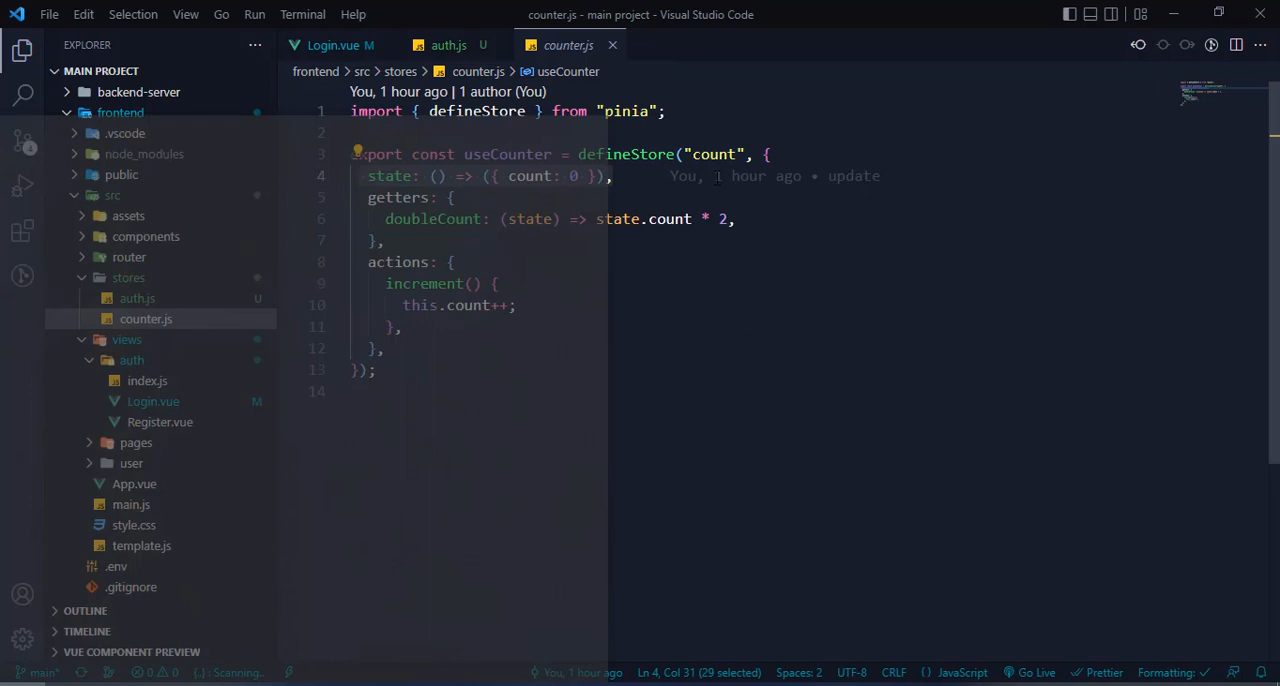 File Edit Selection View Go Run Terminal Help counter.js - main project - Visual Studio Code
EXPLORER
MAIN PROJECT
backend-server
frontend
.vscode
node_modules
public
src
assets
components
router
stores
auth.js U
counter.js
views
auth
index.js
Login.vue M
Register.vue
pages
user
App.vue
main.js
style.css
template.js
.env
.gitignore
OUTLINE
TIMELINE
VUE COMPONENT PREVIEW
4
Login.vue M auth.js U counter.js
frontend > src > stores > counter.js > useCounter
You, 1 hour ago | 1 author (You)
1 import { defineStore } from "pinia";
2
3 export const useCounter = defineStore("count", {
4 state: () => ({ count: 0 }), You, 1 hour ago • update
5 getters: {
6 doubleCount: (state) => state.count * 2,
7 },
8 actions: {
9 increment() {
10 this.count++;
11 },
12 },
13 });
14
main* 0 0 {..} : Scanning.. You, 1 hour ago Ln 4, Col 31 (29 selected) Spaces: 2 UTF-8 CRLF { } JavaScript Go Live Prettier Formatting: ✓